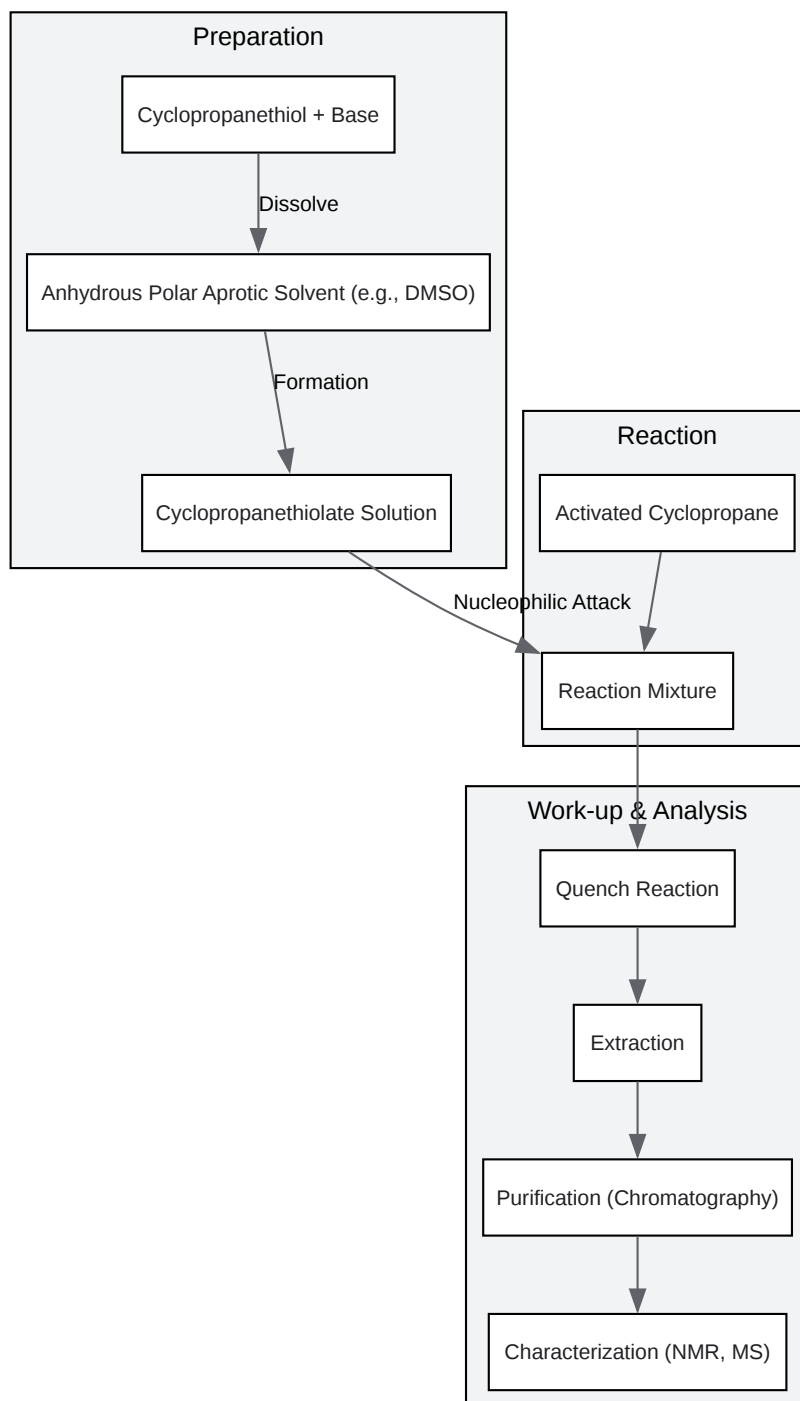 Preparation
Cyclopropanethiol + Base
Dissolve
Anhydrous Polar Aprotic Solvent (e.g., DMSO)
Formation
Cyclopropanethiolate Solution
Reaction
Activated Cyclopropane
Nucleophilic Attack
Reaction Mixture
Work-up & Analysis
Quench Reaction
Extraction
Purification (Chromatography)
Characterization (NMR, MS)